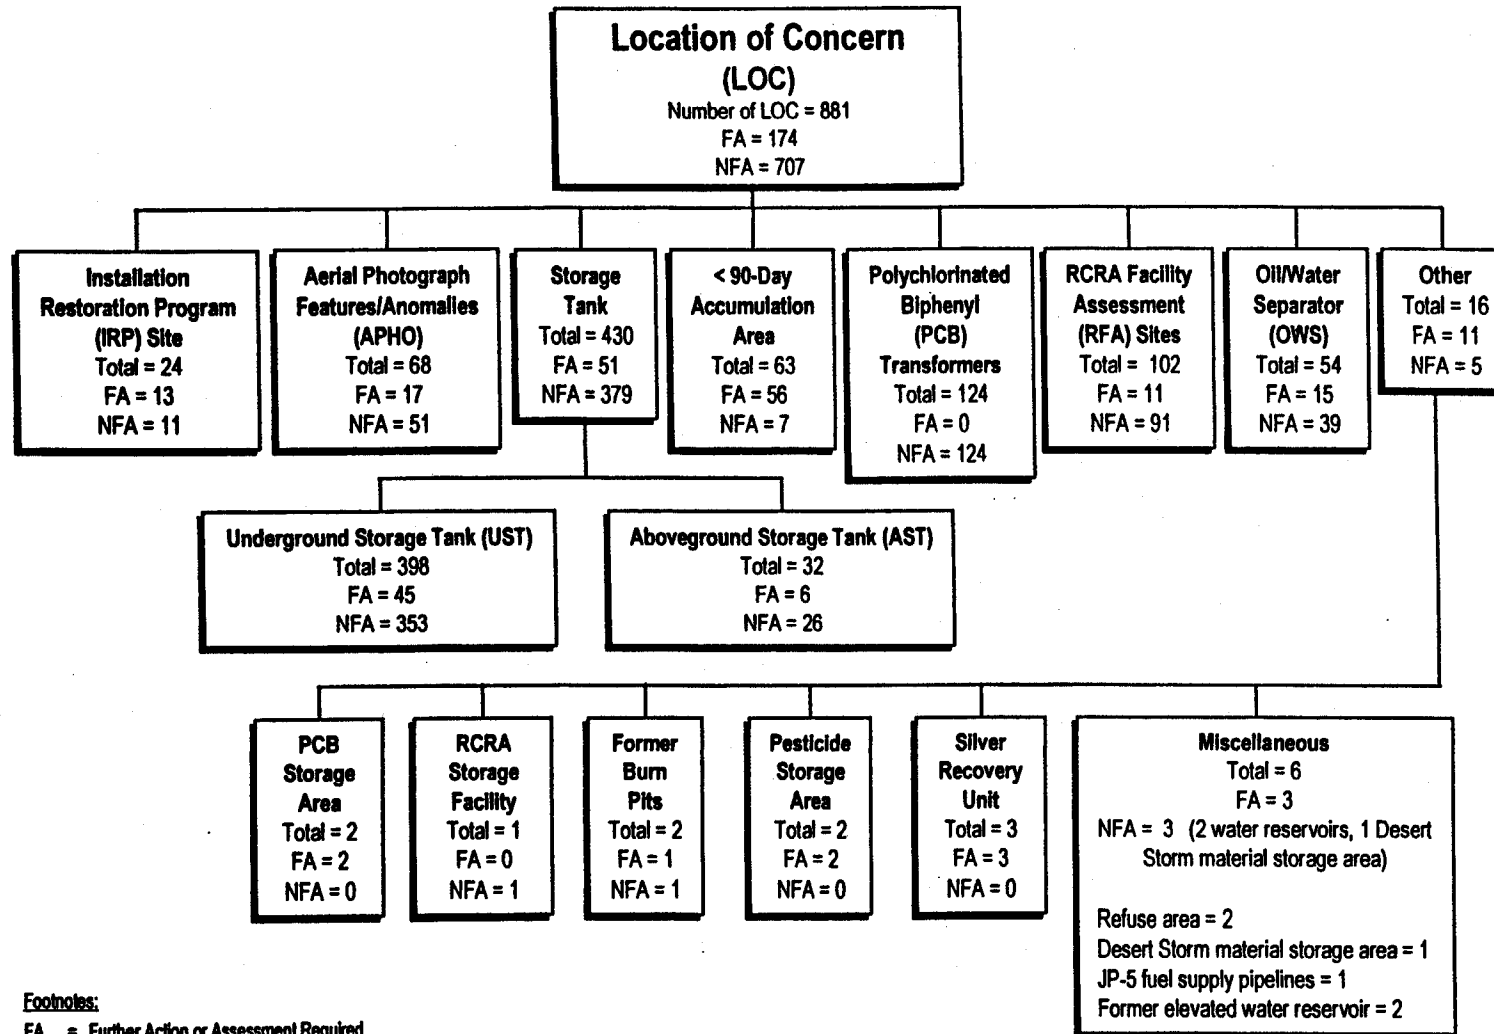 Location of Concern
(LOC)
Number of LOC = 881
FA = 174
NFA = 707
Installation
Restoration Program
(IRP) Site
Total = 24
FA = 13
NFA = 11
Aerial Photograph
Features/Anomalies
(APHO)
Total = 68
FA = 17
NFA = 51
Storage
Tank
Total = 430
FA = 51
NFA = 379
< 90-Day
Accumulation
Area
Total = 63
FA = 56
NFA = 7
Polychlorinated
Biphenyl
(PCB)
Transformers
Total = 124
FA = 0
NFA = 124
RCRA Facility
Assessment
(RFA) Sites
Total = 102
FA = 11
NFA = 91
Oil/Water
Separator
(OWS)
Total = 54
FA = 15
NFA = 39
Other
Total = 16
FA = 11
NFA = 5
Underground Storage Tank (UST)
Total = 398
FA = 45
NFA = 353
Aboveground Storage Tank (AST)
Total = 32
FA = 6
NFA = 26
PCB
Storage
Area
Total = 2
FA = 2
NFA = 0
RCRA
Storage
Facility
Total = 1
FA = 0
NFA = 1
Former
Burn
Pits
Total = 2
FA = 1
NFA = 1
Pesticide
Storage
Area
Total = 2
FA = 2
NFA = 0
Silver
Recovery
Unit
Total = 3
FA = 3
NFA = 0
Miscellaneous
Total = 6
FA = 3
NFA = 3 (2 water reservoirs, 1 Desert
Storm material storage area)
Refuse area = 2
Desert Storm material storage area = 1
JP-5 fuel supply pipelines = 1
Former elevated water reservoir = 2
Footnotes:
FA = Further Action or Assessment Required